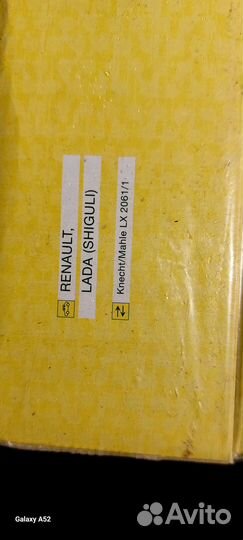 RENAULT,
LADA (SHIGULI)
Knecht/Mahle LX 2061/1
Galaxy A52
Avito